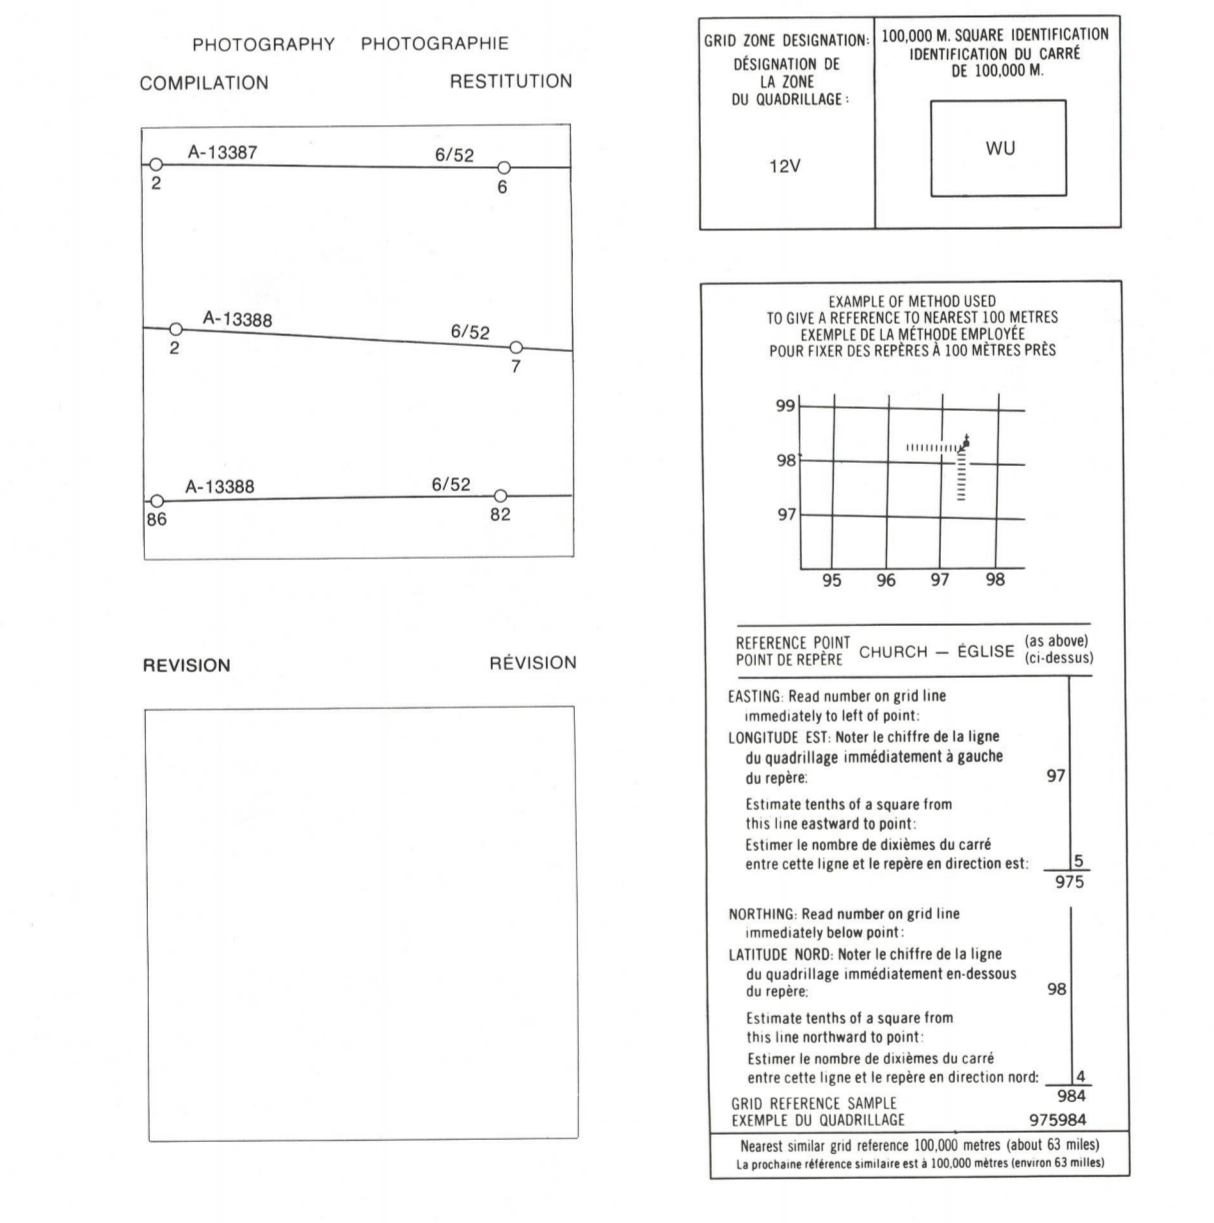 PHOTOGRAPHY PHOTOGRAPHIE
COMPILATION RESTITUTION
A-13387 6/52
2 6
A-13388 6/52
2 7
A-13388 6/52
86 82
REVISION RÉVISION
GRID ZONE DESIGNATION:
DÉSIGNATION DE
LA ZONE
DU QUADRILLAGE:
12V
100,000 M. SQUARE IDENTIFICATION
IDENTIFICATION DU CARRÉ
DE 100,000 M.
WU
EXAMPLE OF METHOD USED
TO GIVE A REFERENCE TO NEAREST 100 METRES
EXEMPLE DE LA MÉTHODE EMPLOYÉE
POUR FIXER DES REPÈRES À 100 MÈTRES PRÈS
99
98
97
95 96 97 98
REFERENCE POINT
POINT DE REPÈRE
CHURCH — ÉGLISE
(as above)
(ci-dessus)
EASTING: Read number on grid line
immediately to left of point:
LONGITUDE EST: Noter le chiffre de la ligne
du quadrillage immédiatement à gauche
du repère: 97
Estimate tenths of a square from
this line eastward to point:
Estimer le nombre de dixièmes du carré
entre cette ligne et le repère en direction est: 5
975
NORTHING: Read number on grid line
immediately below point:
LATITUDE NORD: Noter le chiffre de la ligne
du quadrillage immédiatement en-dessous
du repère: 98
Estimate tenths of a square from
this line northward to point:
Estimer le nombre de dixièmes du carré
entre cette ligne et le repère en direction nord: 4
984
GRID REFERENCE SAMPLE
EXEMPLE DU QUADRILLAGE 975984
Nearest similar grid reference 100,000 metres (about 63 miles)
La prochaine référence similaire est à 100,000 mètres (environ 63 milles)